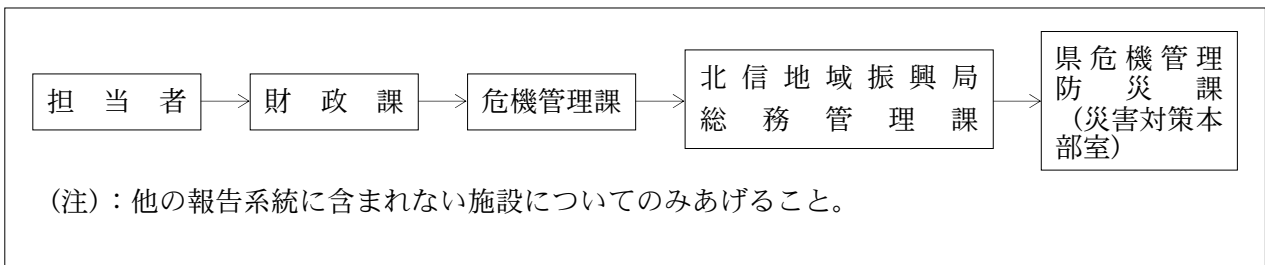 担当者
財政課
危機管理課
北信地域振興局
総務管理課
県危機管理
防災課
（災害対策本
部室）
（注）：他の報告系統に含まれない施設についてのみあげること。